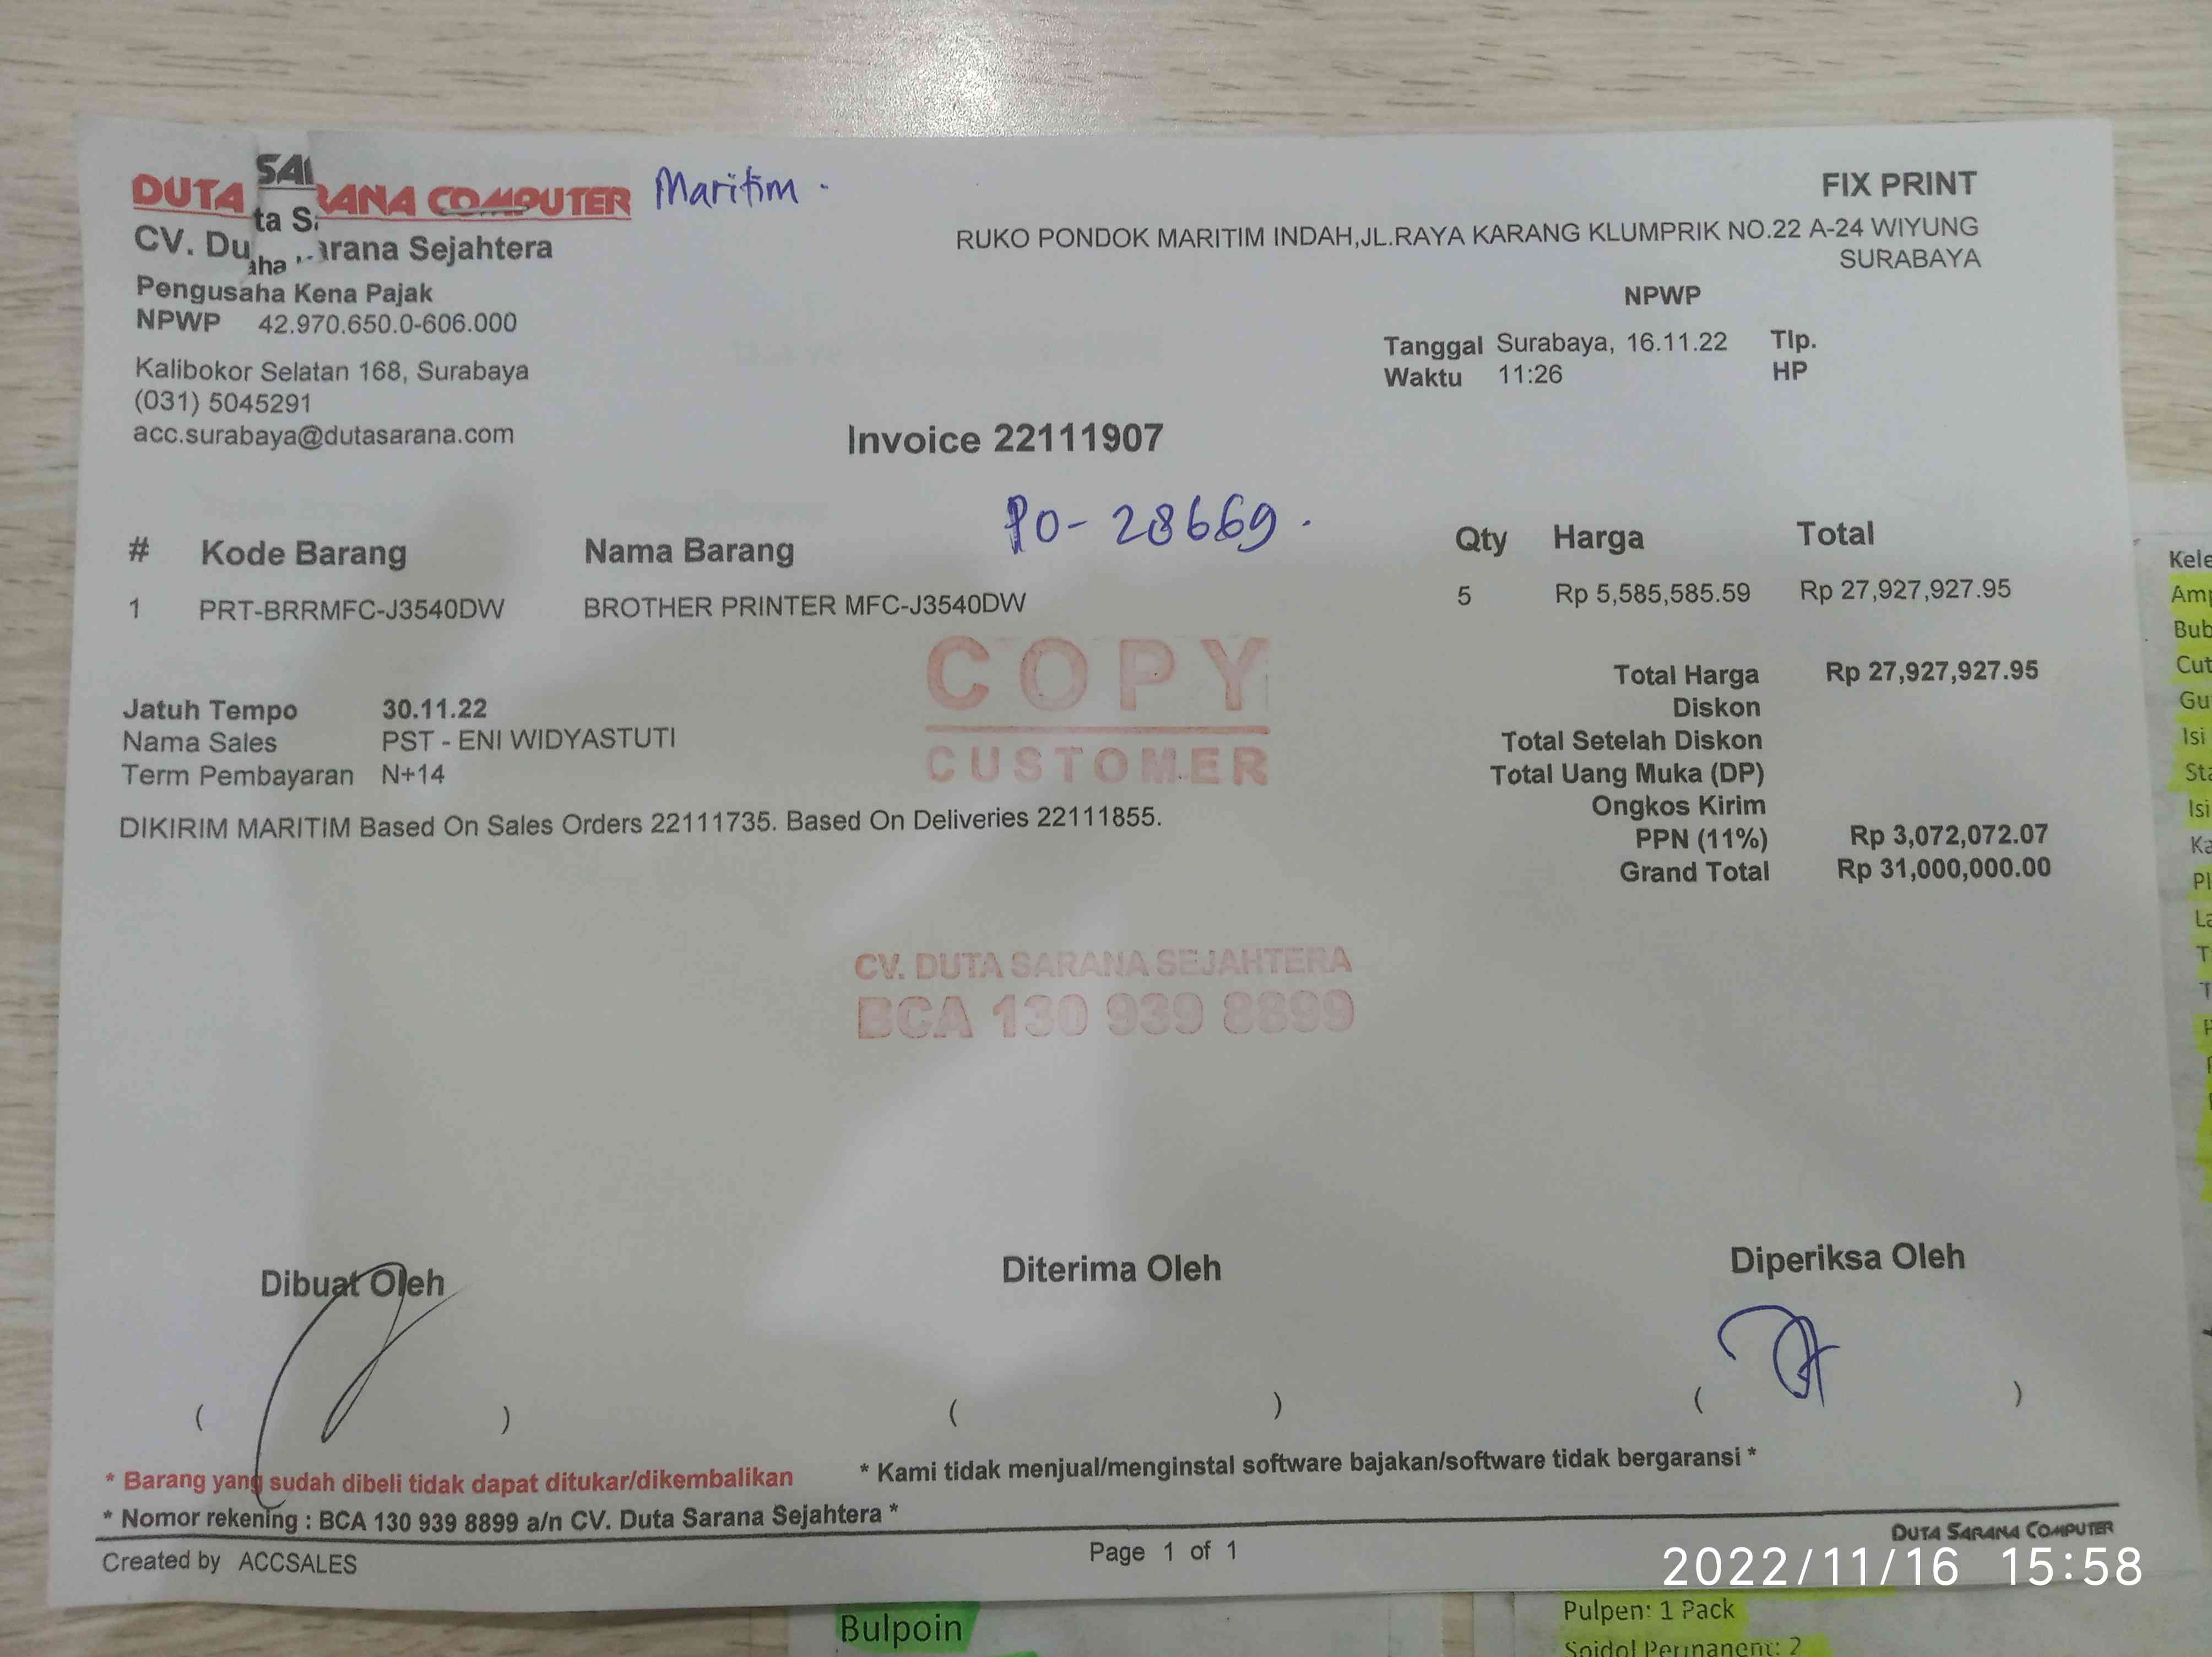 DUTA SARANA COMPUTER
Maritim
FIX PRINT
CV. Duta Sarana Sejahtera
RUKO PONDOK MARITIM INDAH,JL.RAYA KARANG KLUMPRIK NO.22 A-24 WIYUNG
SURABAYA
Pengusaha Kena Pajak
NPWP 42.970.650.0-606.000
NPWP
Tanggal Surabaya, 16.11.22 Tlp.
Waktu 11:26 HP
Kalibokor Selatan 168, Surabaya
(031) 5045291
acc.surabaya@dutasarana.com
Invoice 22111907
PO- 28669.
# Kode Barang Nama Barang Qty Harga Total
1 PRT-BRRMFC-J3540DW BROTHER PRINTER MFC-J3540DW 5 Rp 5,585,585.59 Rp 27,927,927.95
COPY
CUSTOMER
Total Harga Rp 27,927,927.95
Diskon
Total Setelah Diskon
Total Uang Muka (DP)
Ongkos Kirim
PPN (11%) Rp 3,072,072.07
Grand Total Rp 31,000,000.00
Jatuh Tempo 30.11.22
Nama Sales PST - ENI WIDYASTUTI
Term Pembayaran N+14
DIKIRIM MARITIM Based On Sales Orders 22111735. Based On Deliveries 22111855.
CV. DUTA SARANA SEJAHTERA
BCA 130 939 8899
Dibuat Oleh Diterima Oleh Diperiksa Oleh
( ) ( ) ( )
* Barang yang sudah dibeli tidak dapat ditukar/dikembalikan * Kami tidak menjual/menginstal software bajakan/software tidak bergaransi *
* Nomor rekening : BCA 130 939 8899 a/n CV. Duta Sarana Sejahtera *
DUTA SARANA COMPUTER
Created by ACCSALES Page 1 of 1
2022/11/16 15:58
Bulpoin
Pulpen: 1 Pack
Spidol Permanent: 2
Bub
Cut
Gu
Isi
Isi